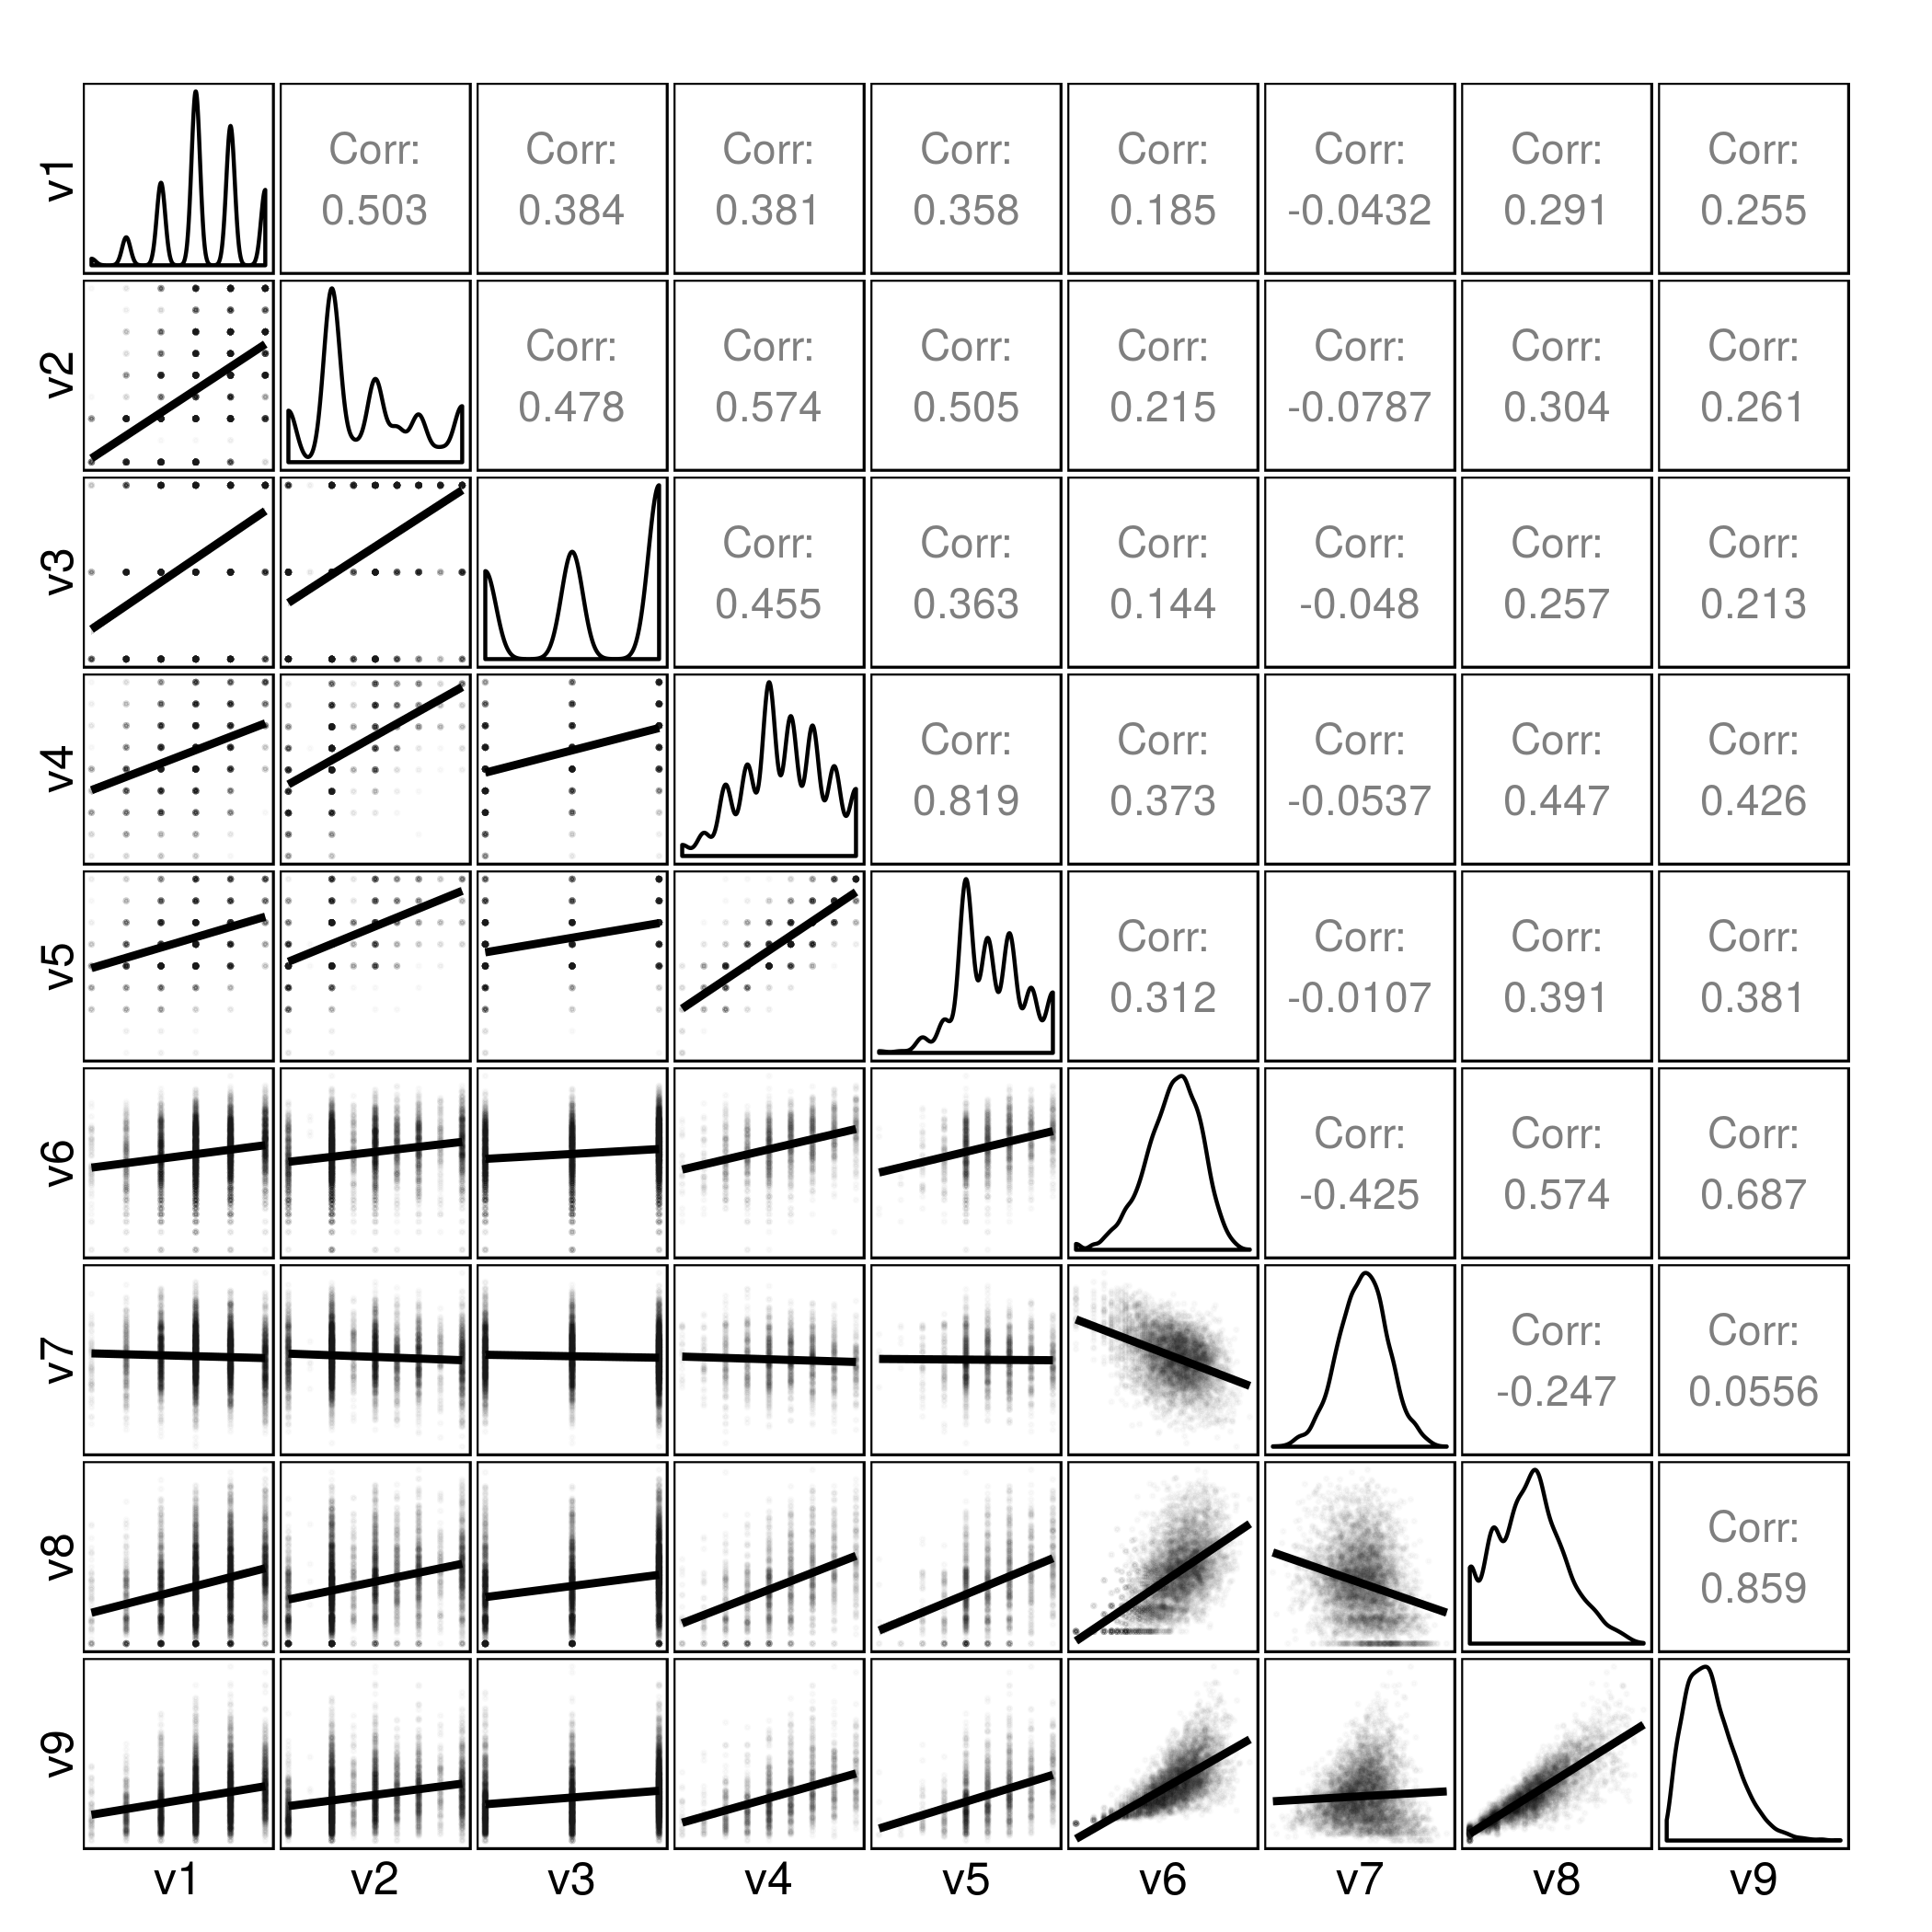 v1
Corr:
0.503
Corr:
0.384
Corr:
0.381
Corr:
0.358
Corr:
0.185
Corr:
-0.0432
Corr:
0.291
Corr:
0.255
v2
Corr:
0.478
Corr:
0.574
Corr:
0.505
Corr:
0.215
Corr:
-0.0787
Corr:
0.304
Corr:
0.261
v3
Corr:
0.455
Corr:
0.363
Corr:
0.144
Corr:
-0.048
Corr:
0.257
Corr:
0.213
v4
Corr:
0.819
Corr:
0.373
Corr:
-0.0537
Corr:
0.447
Corr:
0.426
v5
Corr:
0.312
Corr:
-0.0107
Corr:
0.391
Corr:
0.381
v6
Corr:
-0.425
Corr:
0.574
Corr:
0.687
v7
Corr:
-0.247
Corr:
0.0556
v8
Corr:
0.859
v9
v1
v2
v3
v4
v5
v6
v7
v8
v9